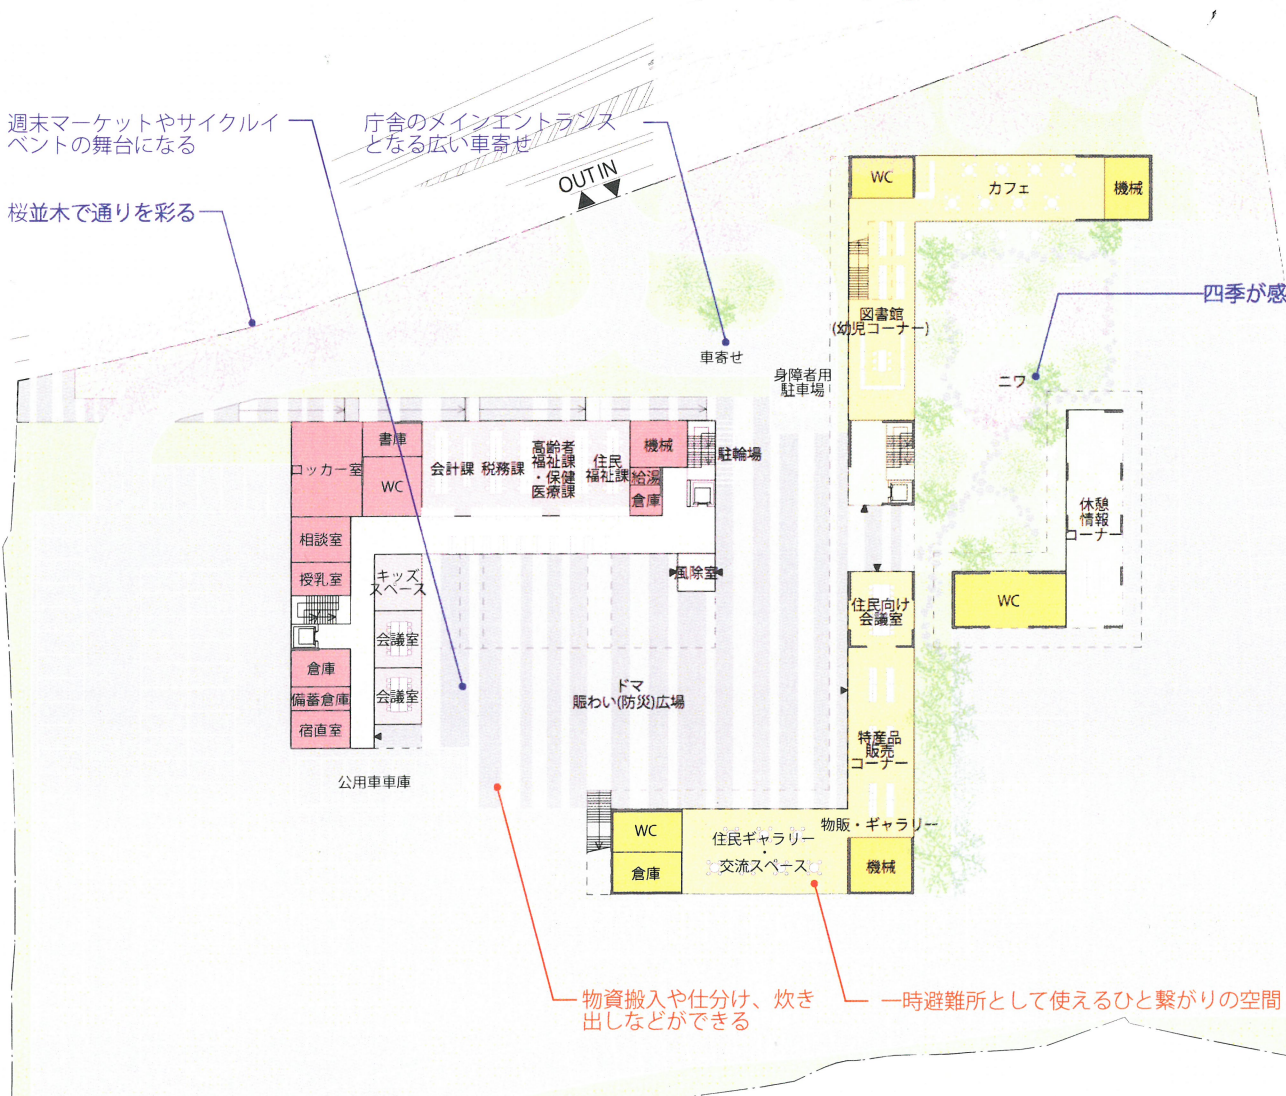 週末マーケットやサイクルイ
ベントの舞台になる
庁舎のメインエントランス
となる広い車寄せ
桜並木で通りを彩る
OUT IN
WC
カフェ
機械
図書館
(幼児コーナー)
四季が感
車寄せ
身障者用
駐車場
ニワ
ロッカー室
書庫
WC
会計課
税務課
高齢者
福祉課
・保健
医療課
住民
福祉課
機械
給湯
倉庫
駐輪場
休憩
情報
コーナー
相談室
授乳室
キッズ
スペース
風除室
WC
住民向け
会議室
会議室
会議室
倉庫
備蓄倉庫
宿直室
ドマ
賑わい(防災)広場
特産品
販売
コーナー
公用車車庫
物販・ギャラリー
WC
倉庫
住民ギャラリー
・
交流スペース
機械
物資搬入や仕分け、炊き
出しなどができる
一時避難所として使えるひと繋がりの空間